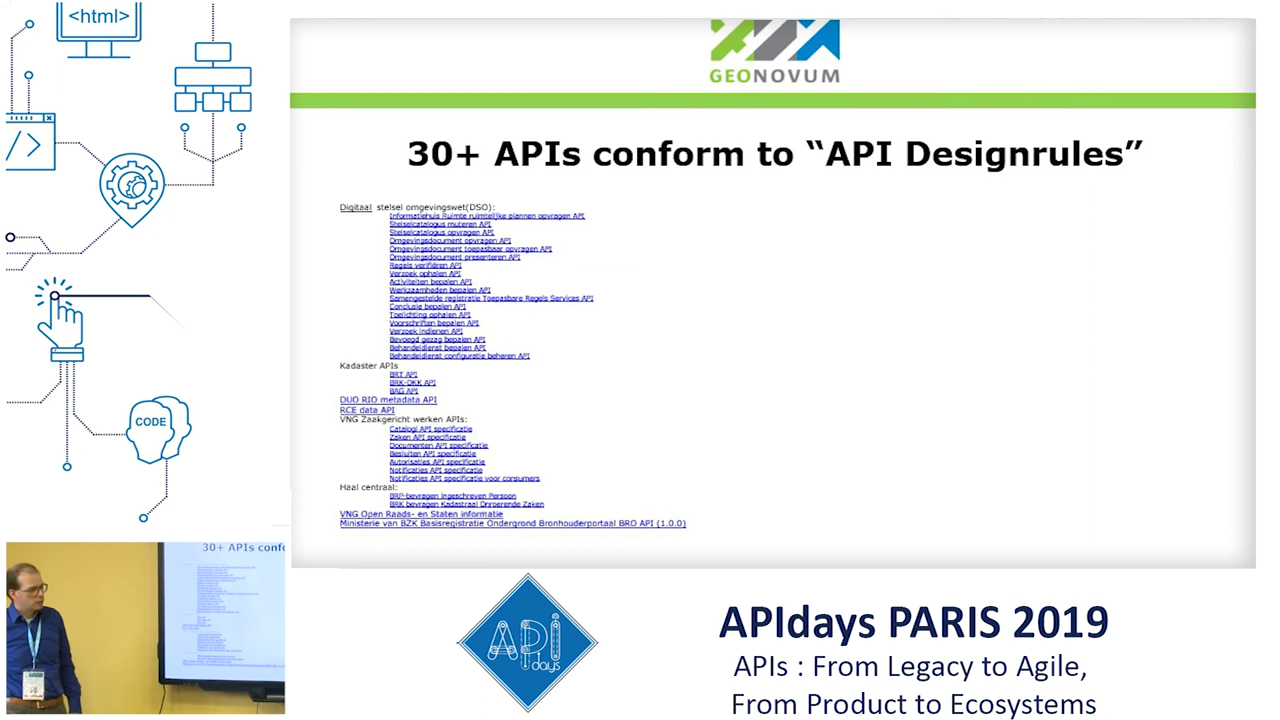 <html>
GEONOVUM
30+ APIs conform to “API Designrules”
Digitaal stelsel omgevingswet(DSO):
Informatiehuis Ruimte ruimtelijke plannen opvragen API
Stelselcatalogus muteren API
Stelselcatalogus opvragen API
Omgevingsdocument opvragen API
Omgevingsdocument toepasbaar opvragen API
Omgevingsdocument presenteren API
Regels verifiëren API
Verzoek ophalen API
Activiteiten bepalen API
Werkzaamheden bepalen API
Samengestelde registratie Toepasbare Regels Services API
Conclusie bepalen API
Toelichting ophalen API
Voorschriften bepalen API
Verzoek indienen API
Bevoegd gezag bepalen API
Behandeldienst bepalen API
Behandeldienst configuratie beheren API
Kadaster APIs
BRT API
BRK-DKK API
BAG API
DUO RIO metadata API
RCE data API
VNG Zaakgericht werken APIs:
Catalogi API specificatie
Zaken API specificatie
Documenten API specificatie
Besluiten API specificatie
Autorisaties API specificatie
Notificaties API specificatie
Notificaties API specificatie voor consumers
Haal centraal:
BRP-bevragen ingeschreven Persoon
BRK bevragen Kadastraal Onroerende Zaken
VNG Open Raads- en Staten informatie
Ministerie van BZK Basisregistratie Ondergrond Bronhouderportaal BRO API (1.0.0)
</>
CODE
30+ APIs confo
API
days
APIdays PARIS 2019
APIs : From Legacy to Agile,
From Product to Ecosystems